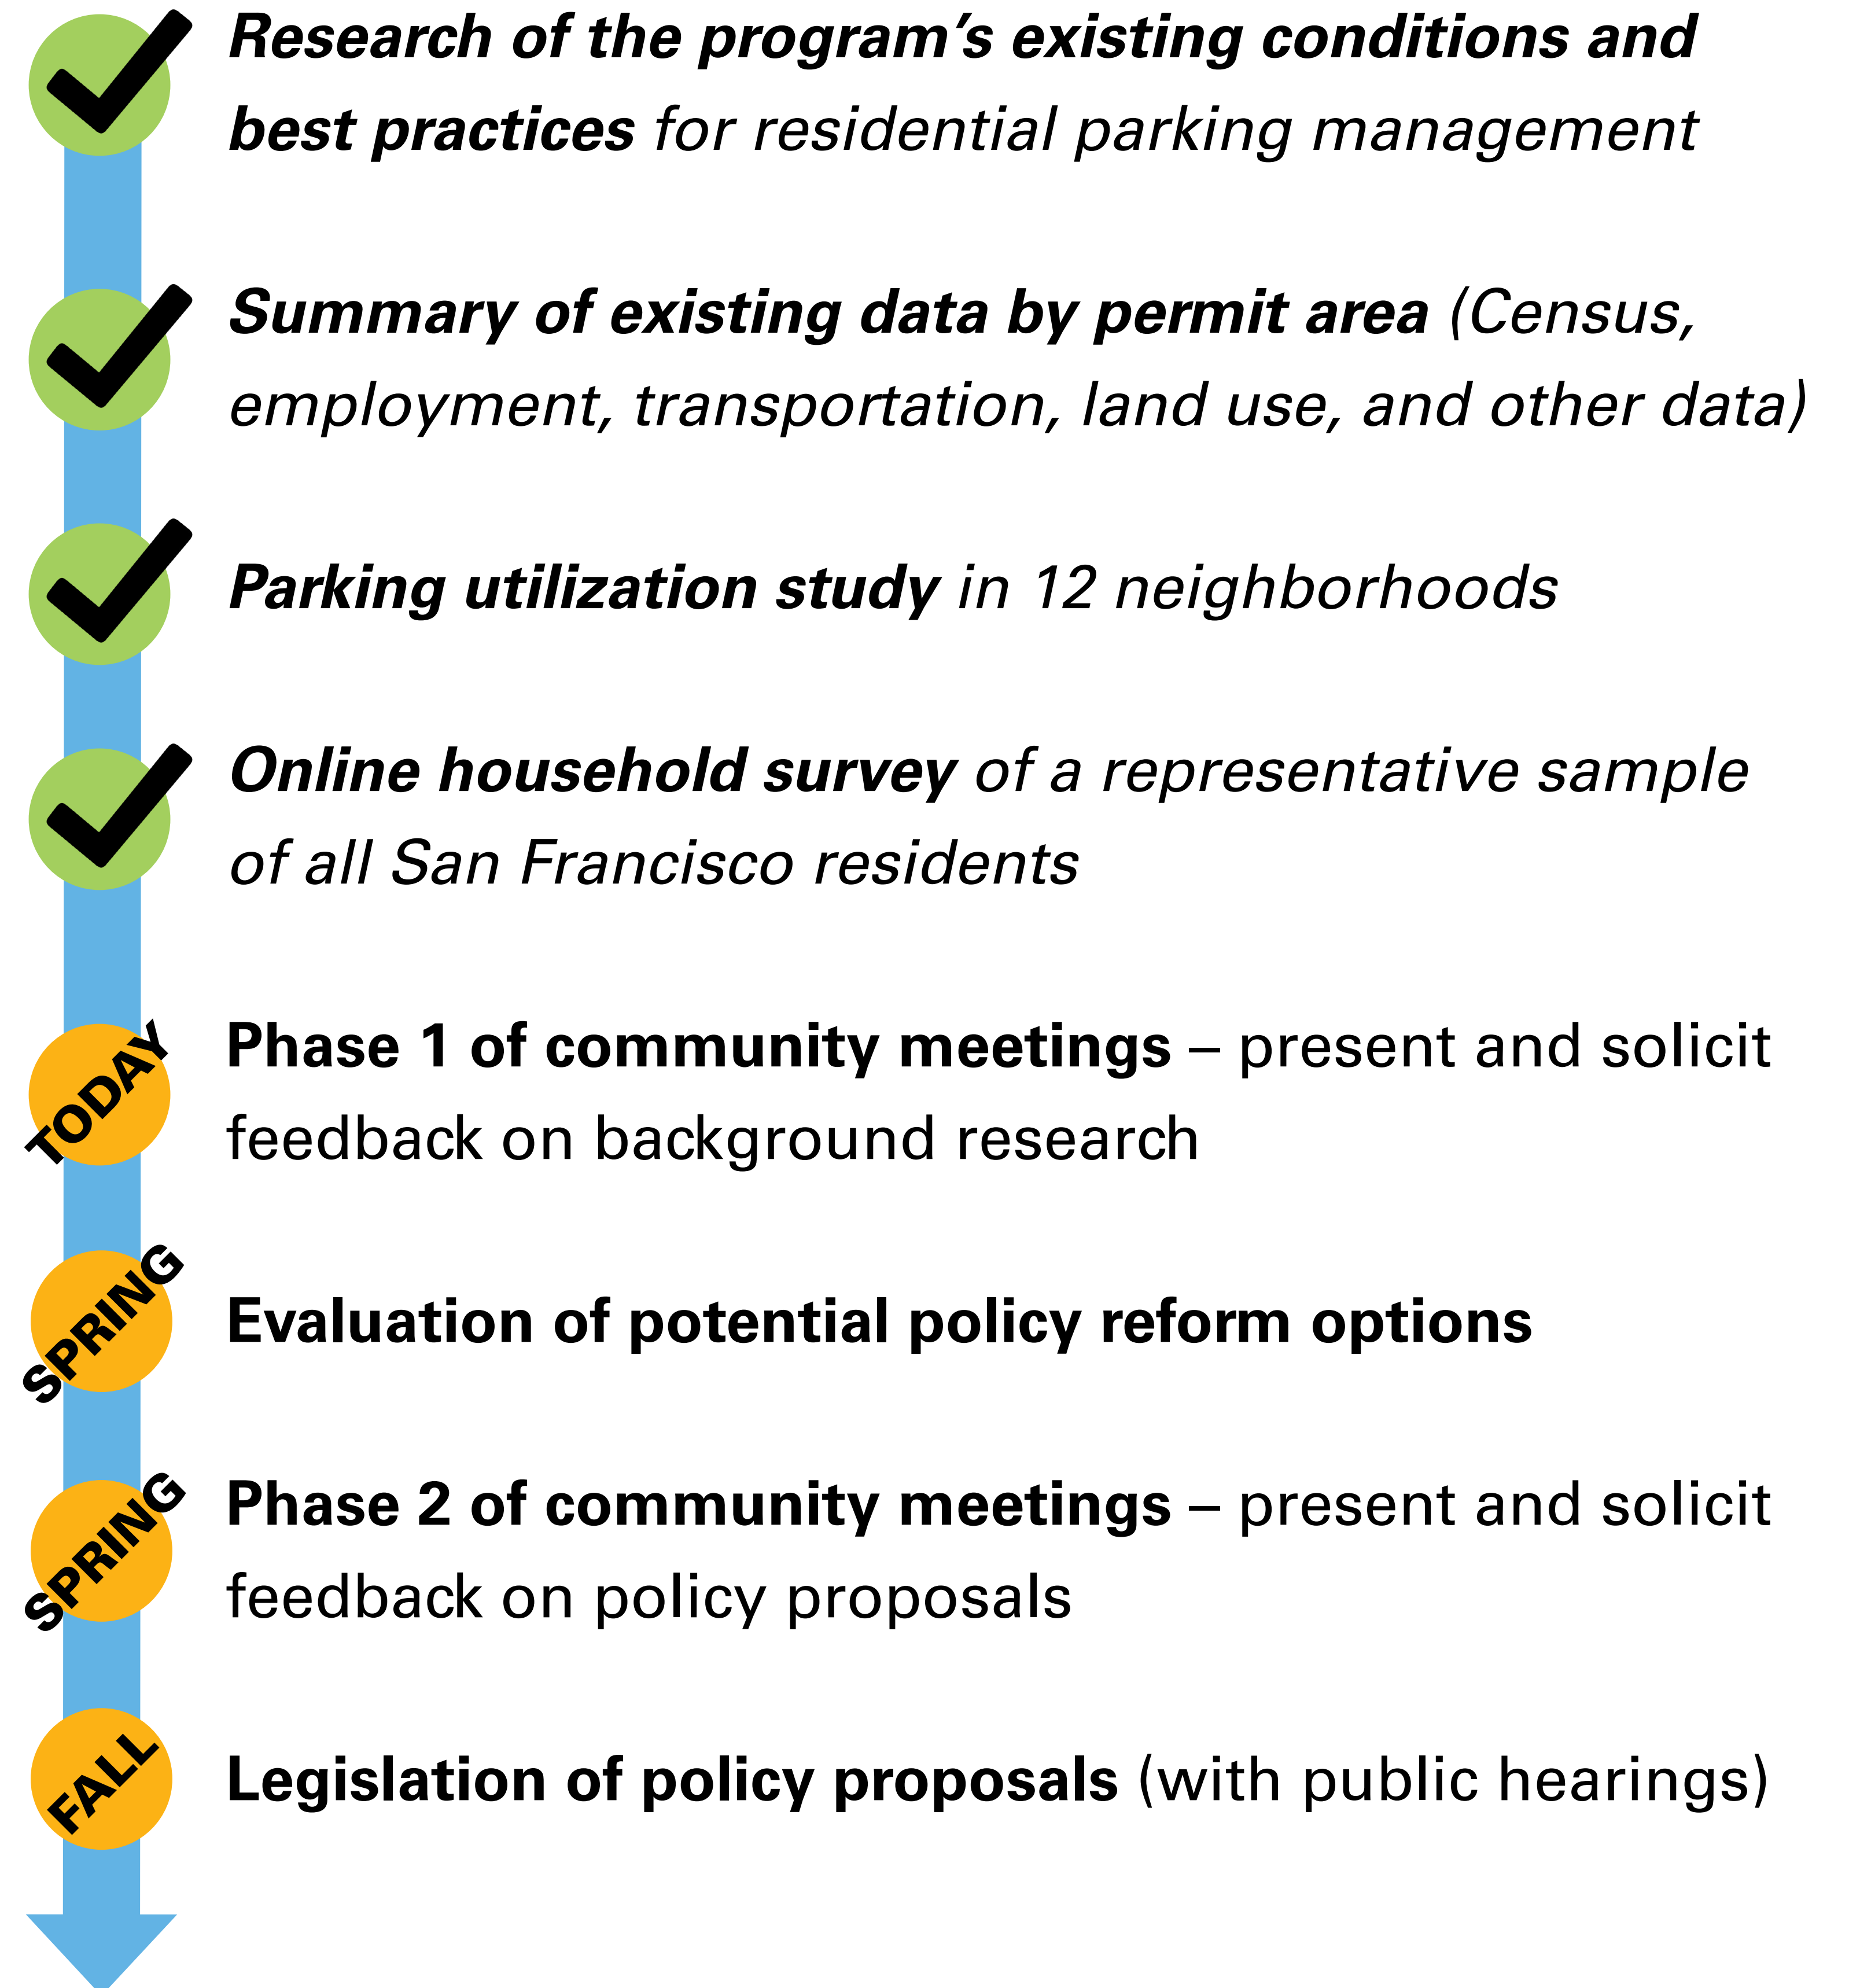 Research of the program’s existing conditions and
best practices for residential parking management
Summary of existing data by permit area (Census,
employment, transportation, land use, and other data)
Parking utilization study in 12 neighborhoods
Online household survey of a representative sample
of all San Francisco residents
TODAY
Phase 1 of community meetings – present and solicit
feedback on background research
SPRING
Evaluation of potential policy reform options
SPRING
Phase 2 of community meetings – present and solicit
feedback on policy proposals
FALL
Legislation of policy proposals (with public hearings)